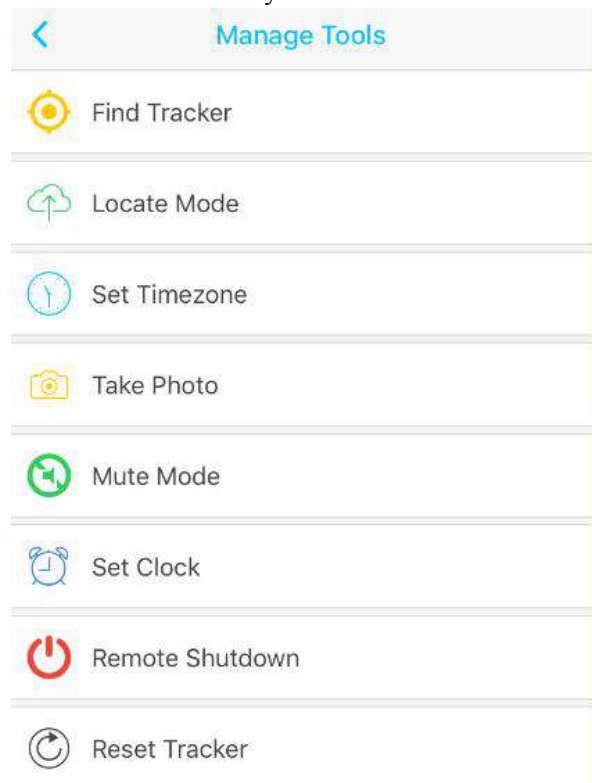 Manage Tools
Find Tracker
Locate Mode
Set Timezone
Take Photo
Mute Mode
Set Clock
Remote Shutdown
Reset Tracker